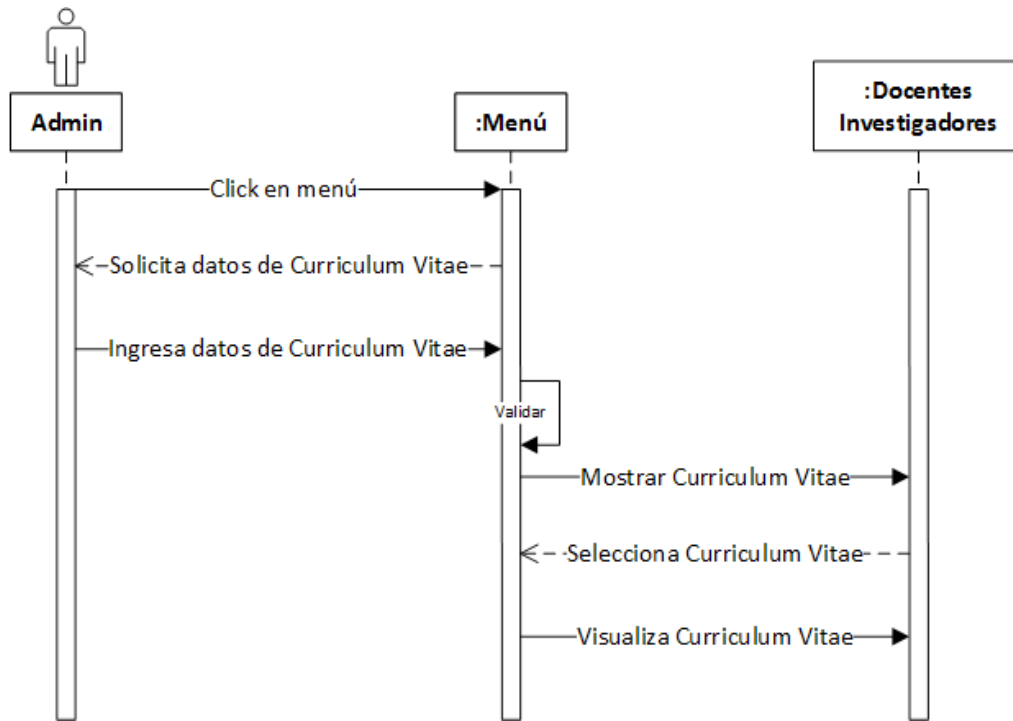 Admin
:Menú
:Docentes
Investigadores
Click en menú
Solicita datos de Curriculum Vitae
Ingresa datos de Curriculum Vitae
Validar
Mostrar Curriculum Vitae
Selecciona Curriculum Vitae
Visualiza Curriculum Vitae